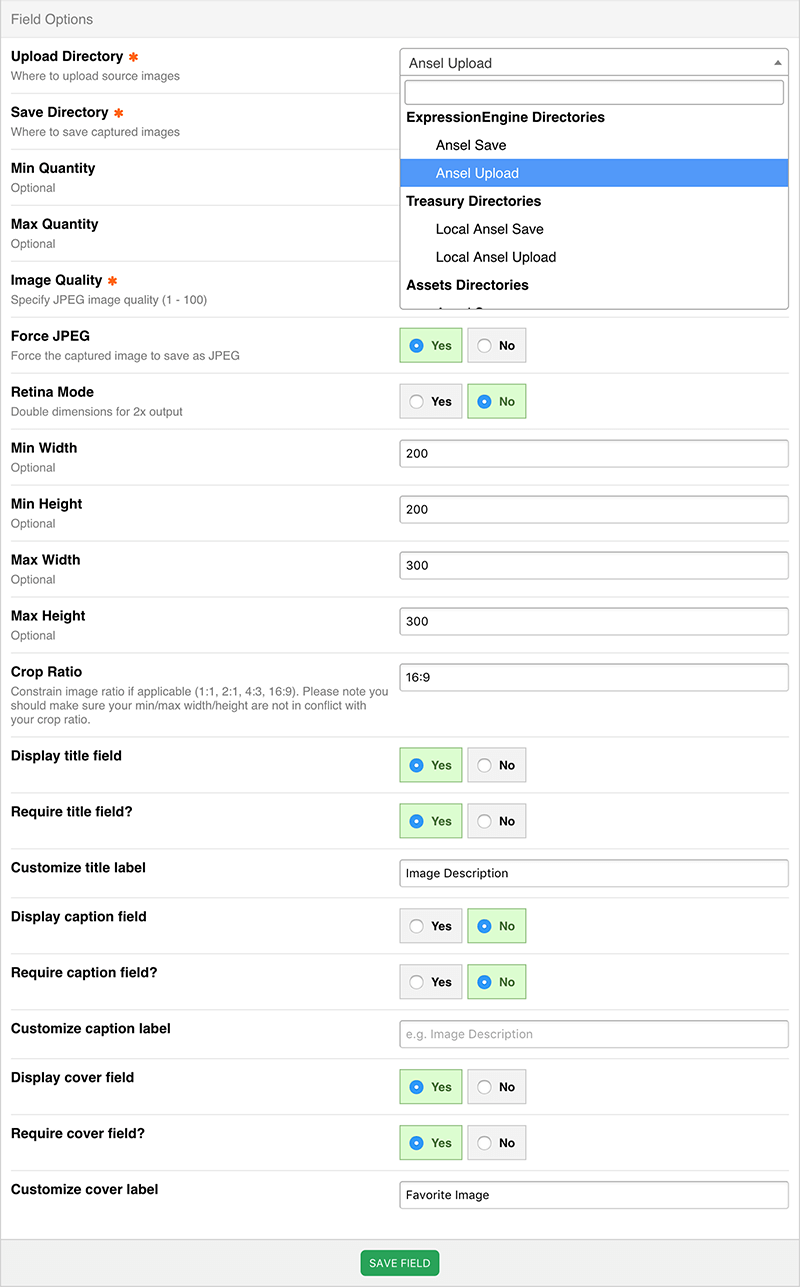 Field Options
Upload Directory ✱
Where to upload source images
Ansel Upload
ExpressionEngine Directories
Ansel Save
Ansel Upload
Treasury Directories
Local Ansel Save
Local Ansel Upload
Assets Directories
Save Directory ✱
Where to save captured images
Min Quantity
Optional
Max Quantity
Optional
Image Quality ✱
Specify JPEG image quality (1 - 100)
Force JPEG
Force the captured image to save as JPEG
Yes No
Retina Mode
Double dimensions for 2x output
Yes No
Min Width
Optional
200
Min Height
Optional
200
Max Width
Optional
300
Max Height
Optional
300
Crop Ratio
Constrain image ratio if applicable (1:1, 2:1, 4:3, 16:9). Please note you
should make sure your min/max width/height are not in conflict with
your crop ratio.
16:9
Display title field
Yes No
Require title field?
Yes No
Customize title label
Image Description
Display caption field
Yes No
Require caption field?
Yes No
Customize caption label
e.g. Image Description
Display cover field
Yes No
Require cover field?
Yes No
Customize cover label
Favorite Image
SAVE FIELD